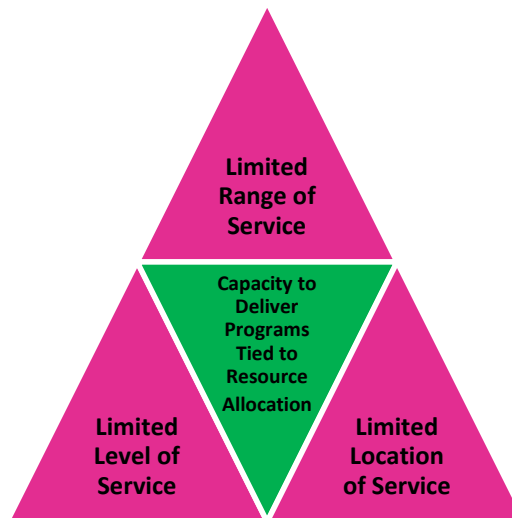 Limited
Range of
Service
Capacity to
Deliver
Programs
Tied to
Resource
Allocation
Limited
Level of
Service
Limited
Location
of Service